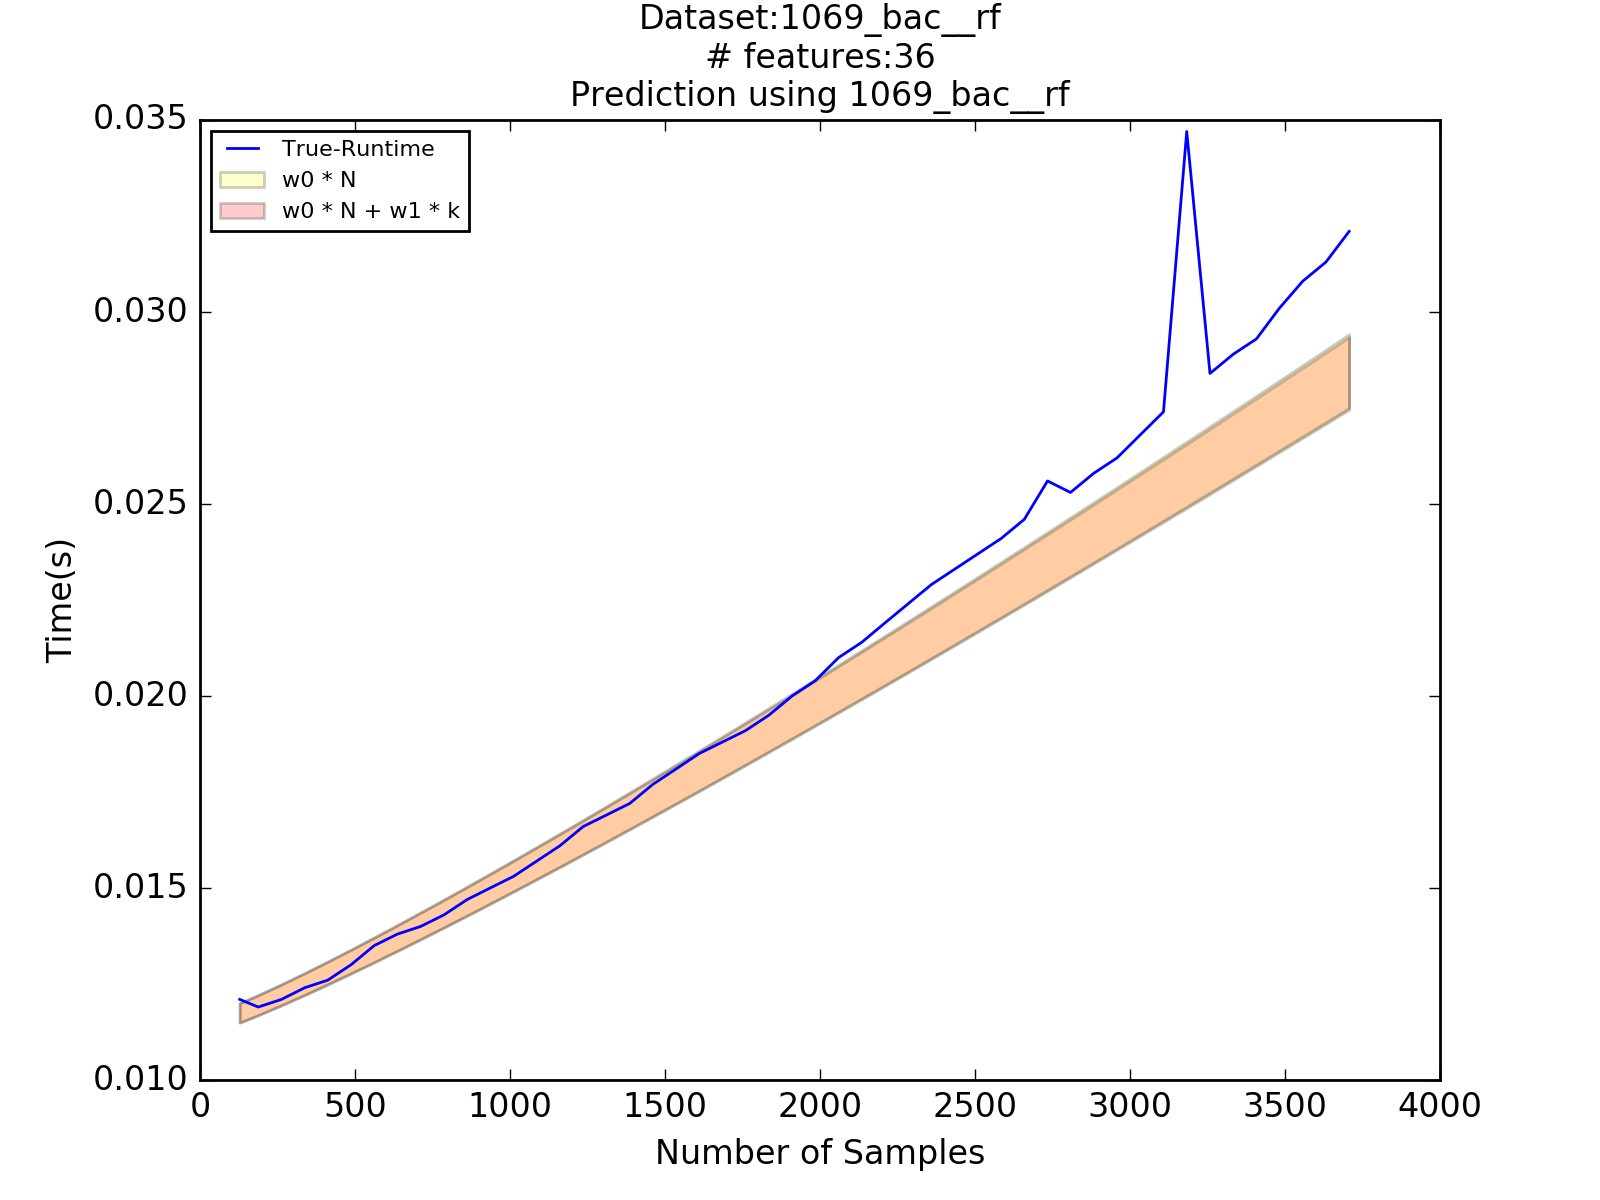 Dataset:1069_bac__rf
# features:36
Prediction using 1069_bac__rf
True-Runtime
w0 * N
w0 * N + w1 * k
0.035
0.030
0.025
0.020
0.015
0.010
Time(s)
0 500 1000 1500 2000 2500 3000 3500 4000
Number of Samples